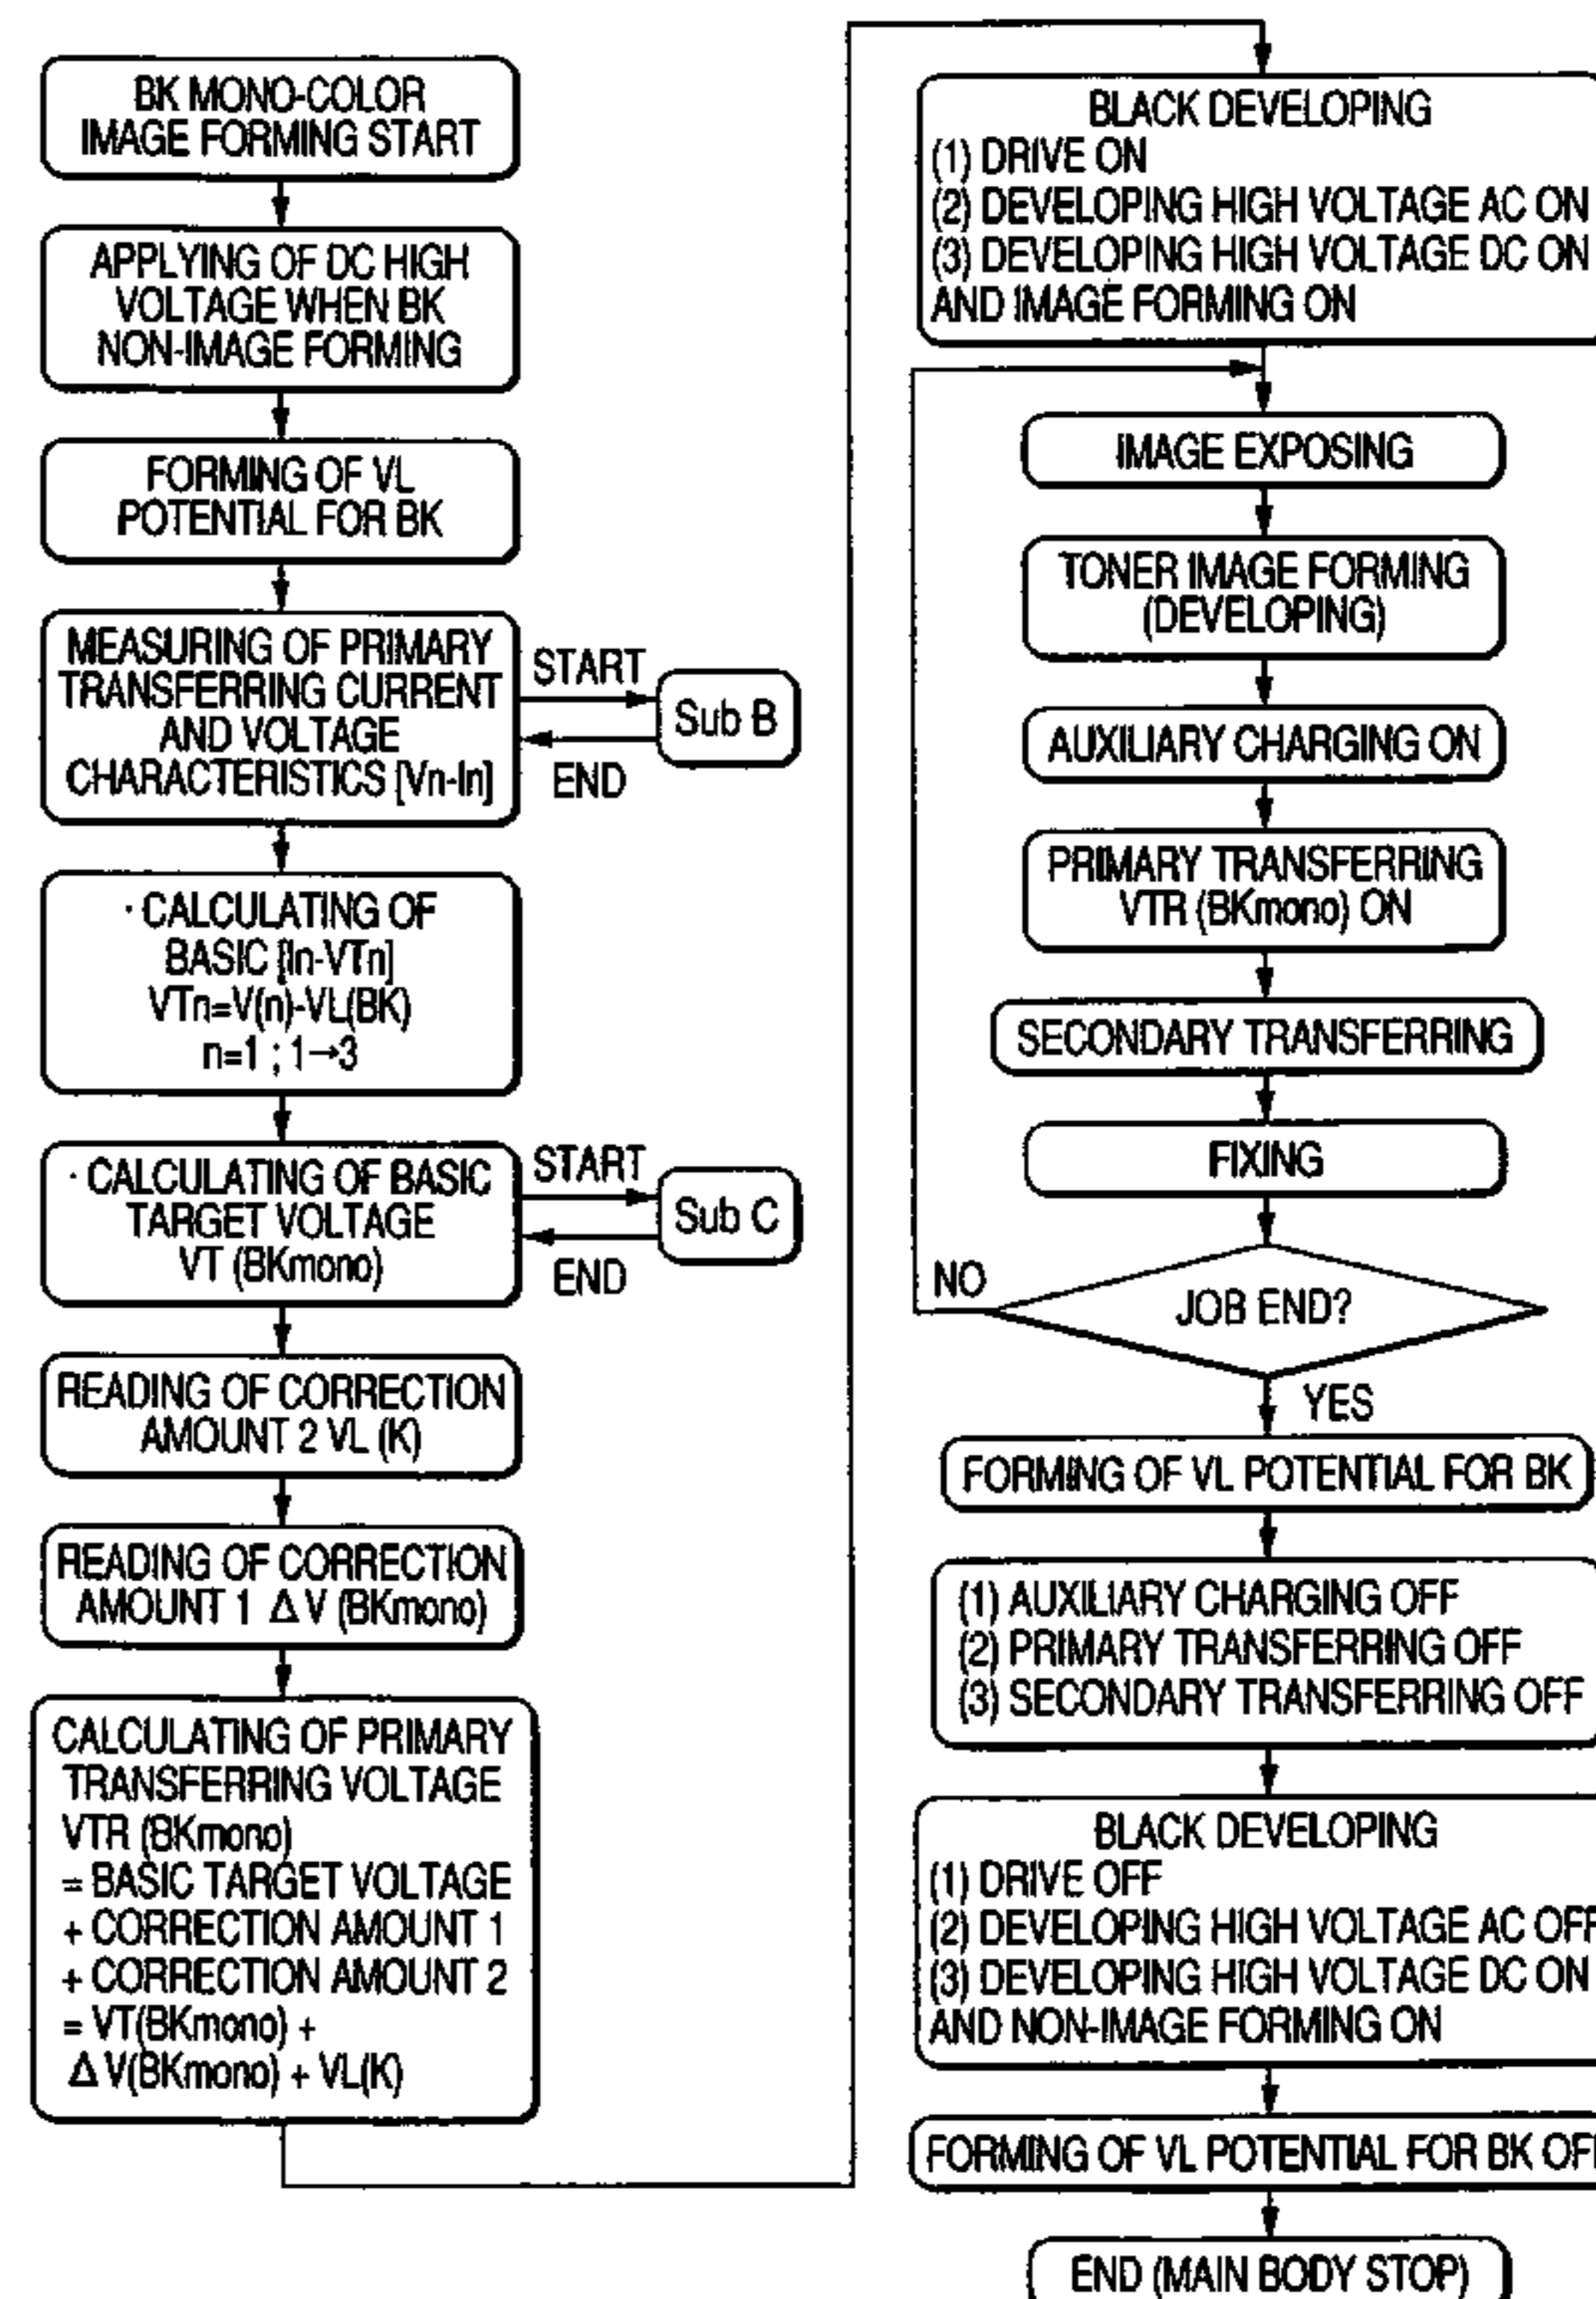 BK MONO-COLOR
IMAGE FORMING START
APPLYING OF DC HIGH
VOLTAGE WHEN BK
NON-IMAGE FORMING
FORMING OF VL
POTENTIAL FOR BK
MEASURING OF PRIMARY
TRANSFERRING CURRENT
AND VOLTAGE
CHARACTERISTICS [Vn-In]
START
Sub B
END
· CALCULATING OF
BASIC [In-VTn]
VTn=V(n)-VL(BK)
n=1 ; 1→3
· CALCULATING OF BASIC
TARGET VOLTAGE
VT (BKmono)
START
Sub C
END
READING OF CORRECTION
AMOUNT 2 VL (K)
READING OF CORRECTION
AMOUNT 1 Δ V (BKmono)
CALCULATING OF PRIMARY
TRANSFERRING VOLTAGE
VTR (BKmono)
= BASIC TARGET VOLTAGE
+ CORRECTION AMOUNT 1
+ CORRECTION AMOUNT 2
= VT(BKmono) +
Δ V(BKmono) + VL(K)
BLACK DEVELOPING
(1) DRIVE ON
(2) DEVELOPING HIGH VOLTAGE AC ON
(3) DEVELOPING HIGH VOLTAGE DC ON
AND IMAGE FORMING ON
IMAGE EXPOSING
TONER IMAGE FORMING
(DEVELOPING)
AUXILIARY CHARGING ON
PRIMARY TRANSFERRING
VTR (BKmono) ON
SECONDARY TRANSFERRING
FIXING
JOB END?
NO
YES
FORMING OF VL POTENTIAL FOR BK
(1) AUXILIARY CHARGING OFF
(2) PRIMARY TRANSFERRING OFF
(3) SECONDARY TRANSFERRING OFF
BLACK DEVELOPING
(1) DRIVE OFF
(2) DEVELOPING HIGH VOLTAGE AC OFF
(3) DEVELOPING HIGH VOLTAGE DC ON
AND NON-IMAGE FORMING ON
FORMING OF VL POTENTIAL FOR BK OFF
END (MAIN BODY STOP)